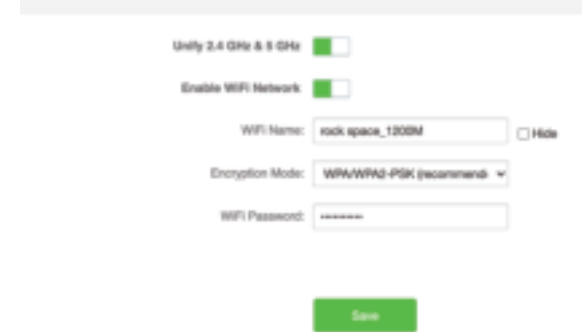 Unify 2.4 GHz & 5 GHz
Enable WiFi Network
WiFi Name: rock space_1200M Hide
Encryption Mode: WPA/WPA2-PSK (recommend
WiFi Password: ••••••••••
Save